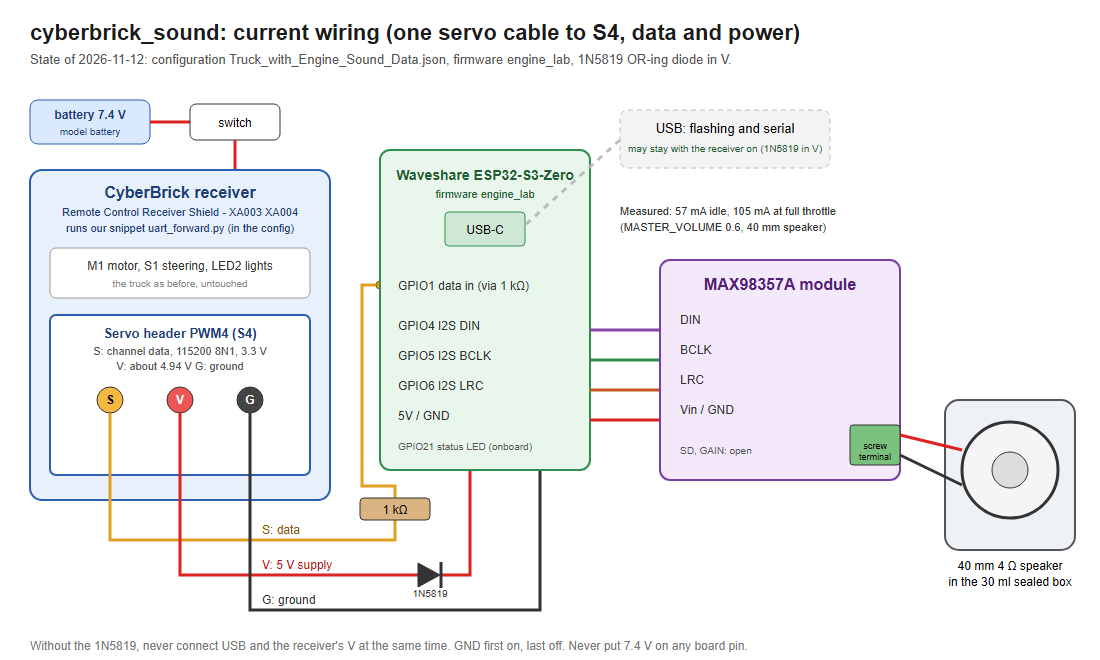 cyberbrick_sound: current wiring (one servo cable to S4, data and power)
State of 2026-11-12: configuration Truck_with_Engine_Sound_Data.json, firmware engine_lab, 1N5819 OR-ing diode in V.
battery 7.4 V
model battery
switch
CyberBrick receiver
Remote Control Receiver Shield - XA003 XA004
runs our snippet uart_forward.py (in the config)
M1 motor, S1 steering, LED2 lights
the truck as before, untouched
Servo header PWM4 (S4)
S: channel data, 115200 8N1, 3.3 V
V: about 4.94 V G: ground
S
V
G
Waveshare ESP32-S3-Zero
firmware engine_lab
USB-C
GPIO1 data in (via 1 kΩ)
GPIO4 I2S DIN
GPIO5 I2S BCLK
GPIO6 I2S LRC
5V / GND
GPIO21 status LED (onboard)
USB: flashing and serial
may stay with the receiver on (1N5819 in V)
Measured: 57 mA idle, 105 mA at full throttle
(MASTER_VOLUME 0.6, 40 mm speaker)
MAX98357A module
DIN
BCLK
LRC
Vin / GND
SD, GAIN: open
screw
terminal
40 mm 4 Ω speaker
in the 30 ml sealed box
1 kΩ
S: data
V: 5 V supply
1N5819
G: ground
Without the 1N5819, never connect USB and the receiver's V at the same time. GND first on, last off. Never put 7.4 V on any board pin.